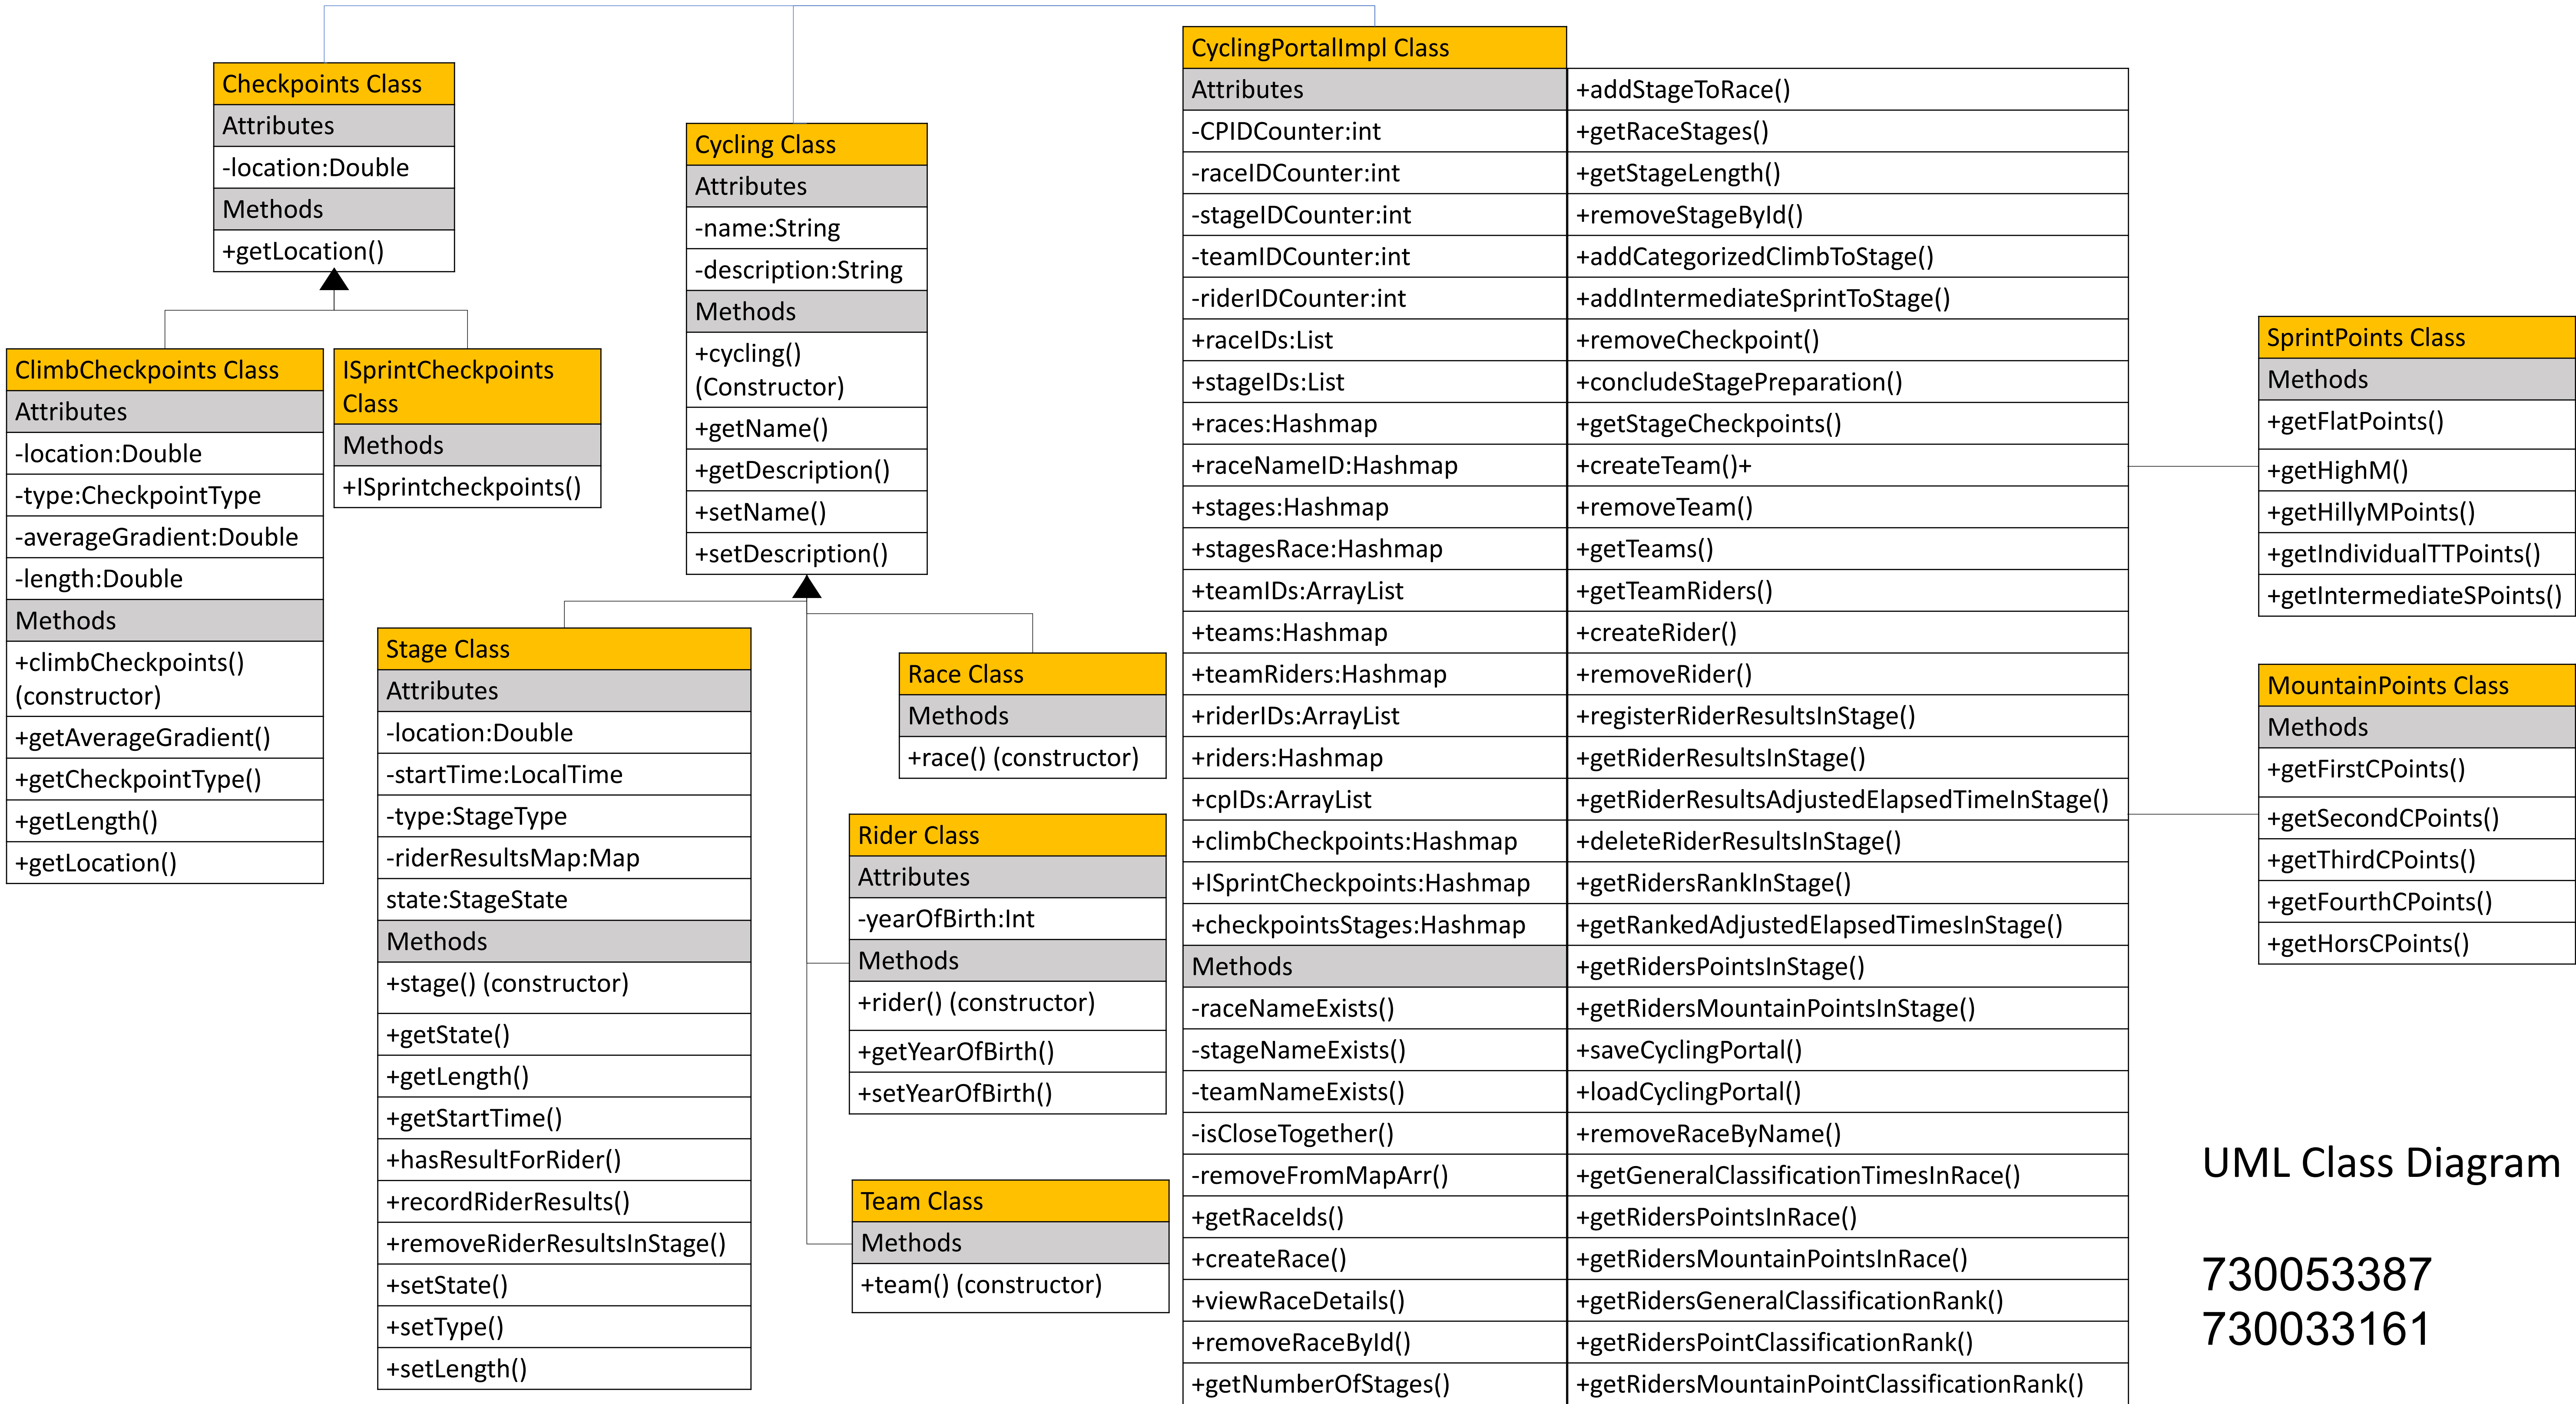 Checkpoints Class
Attributes
-location:Double
Methods
+getLocation()
ClimbCheckpoints Class
Attributes
-location:Double
-type:CheckpointType
-averageGradient:Double
-length:Double
Methods
+climbCheckpoints()
(constructor)
+getAverageGradient()
+getCheckpointType()
+getLength()
+getLocation()
ISprintCheckpoints
Class
Methods
+ISprintcheckpoints()
Cycling Class
Attributes
-name:String
-description:String
Methods
+cycling()
(Constructor)
+getName()
+getDescription()
+setName()
+setDescription()
Stage Class
Attributes
-location:Double
-startTime:LocalTime
-type:StageType
-riderResultsMap:Map
state:StageState
Methods
+stage() (constructor)
+getState()
+getLength()
+getStartTime()
+hasResultForRider()
+recordRiderResults()
+removeRiderResultsInStage()
+setState()
+setType()
+setLength()
Race Class
Methods
+race() (constructor)
Rider Class
Attributes
-yearOfBirth:Int
Methods
+rider() (constructor)
+getYearOfBirth()
+setYearOfBirth()
Team Class
Methods
+team() (constructor)
CyclingPortalImpl Class
Attributes
-CPIDCounter:int
-raceIDCounter:int
-stageIDCounter:int
-teamIDCounter:int
-riderIDCounter:int
+raceIDs:List
+stageIDs:List
+races:Hashmap
+raceNameID:Hashmap
+stages:Hashmap
+stagesRace:Hashmap
+teamIDs:ArrayList
+teams:Hashmap
+teamRiders:Hashmap
+riderIDs:ArrayList
+riders:Hashmap
+cpIDs:ArrayList
+climbCheckpoints:Hashmap
+ISprintCheckpoints:Hashmap
+checkpointsStages:Hashmap
Methods
-raceNameExists()
-stageNameExists()
-teamNameExists()
-isCloseTogether()
-removeFromMapArr()
+getRaceIds()
+createRace()
+viewRaceDetails()
+removeRaceById()
+getNumberOfStages()
+addStageToRace()
+getRaceStages()
+getStageLength()
+removeStageById()
+addCategorizedClimbToStage()
+addIntermediateSprintToStage()
+removeCheckpoint()
+concludeStagePreparation()
+getStageCheckpoints()
+createTeam()+
+removeTeam()
+getTeams()
+getTeamRiders()
+createRider()
+removeRider()
+registerRiderResultsInStage()
+getRiderResultsInStage()
+getRiderResultsAdjustedElapsedTimeInStage()
+deleteRiderResultsInStage()
+getRidersRankInStage()
+getRankedAdjustedElapsedTimesInStage()
+getRidersPointsInStage()
+getRidersMountainPointsInStage()
+saveCyclingPortal()
+loadCyclingPortal()
+removeRaceByName()
+getGeneralClassificationTimesInRace()
+getRidersPointsInRace()
+getRidersMountainPointsInRace()
+getRidersGeneralClassificationRank()
+getRidersPointClassificationRank()
+getRidersMountainPointClassificationRank()
SprintPoints Class
Methods
+getFlatPoints()
+getHighM()
+getHillyMPoints()
+getIndividualTTPoints()
+getIntermediateSPoints()
MountainPoints Class
Methods
+getFirstCPoints()
+getSecondCPoints()
+getThirdCPoints()
+getFourthCPoints()
+getHorsCPoints()
UML Class Diagram
730053387
730033161